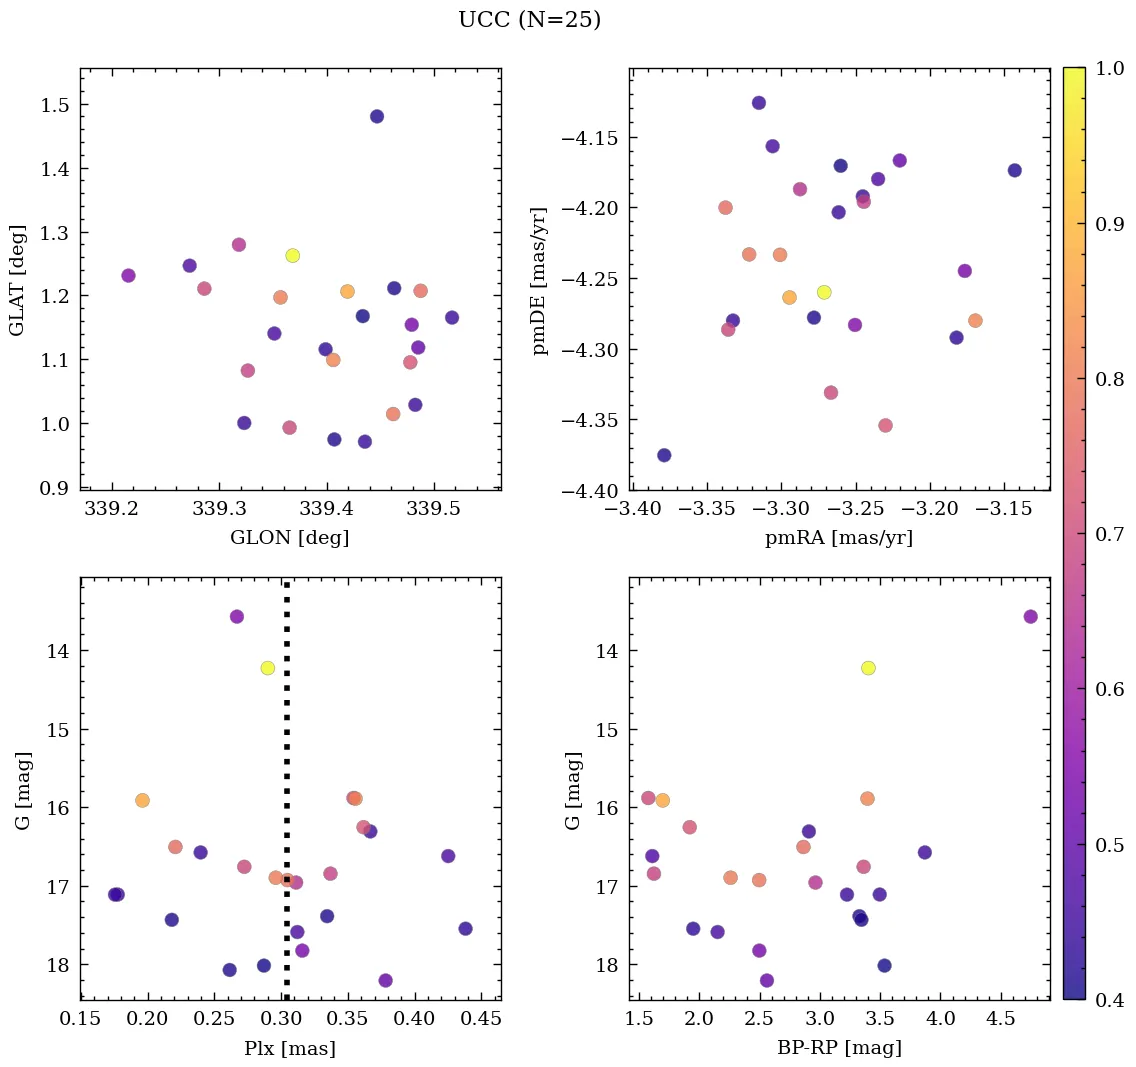 UCC (N=25)
1.5
1.4
1.3
1.2
1.1
1.0
0.9
GLAT [deg]
339.2 339.3 339.4 339.5
GLON [deg]
−4.15
−4.20
−4.25
−4.30
−4.35
−4.40
pmDE [mas/yr]
−3.40 −3.35 −3.30 −3.25 −3.20 −3.15
pmRA [mas/yr]
14
15
16
17
18
G [mag]
0.15 0.20 0.25 0.30 0.35 0.40 0.45
Plx [mas]
14
15
16
17
18
G [mag]
1.5 2.0 2.5 3.0 3.5 4.0 4.5
BP-RP [mag]
1.0
0.9
0.8
0.7
0.6
0.5
0.4